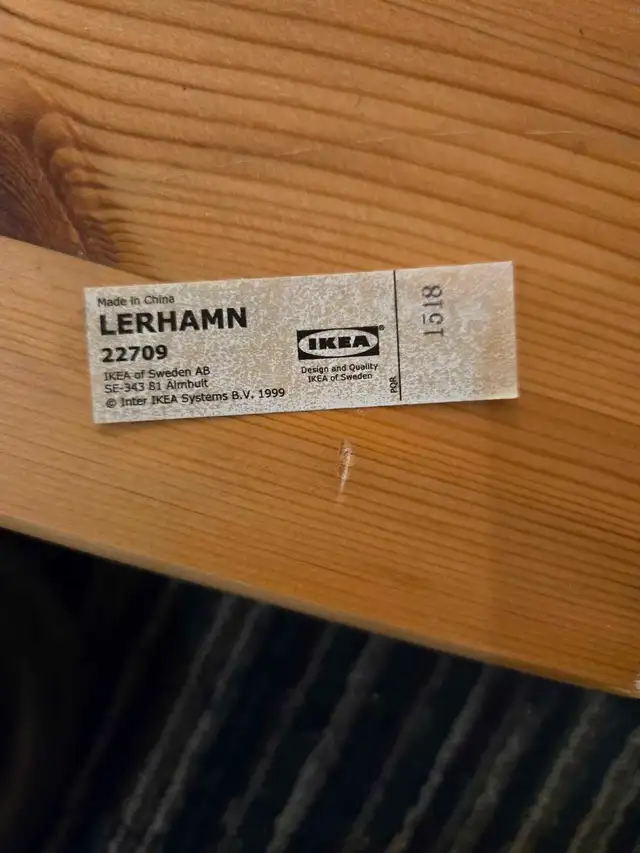 Made in China
LERHAMN
22709
IKEA of Sweden AB
SE-343 81 Älmhult
© Inter IKEA Systems B.V. 1999
IKEA®
Design and Quality
IKEA of Sweden
PQR
1518